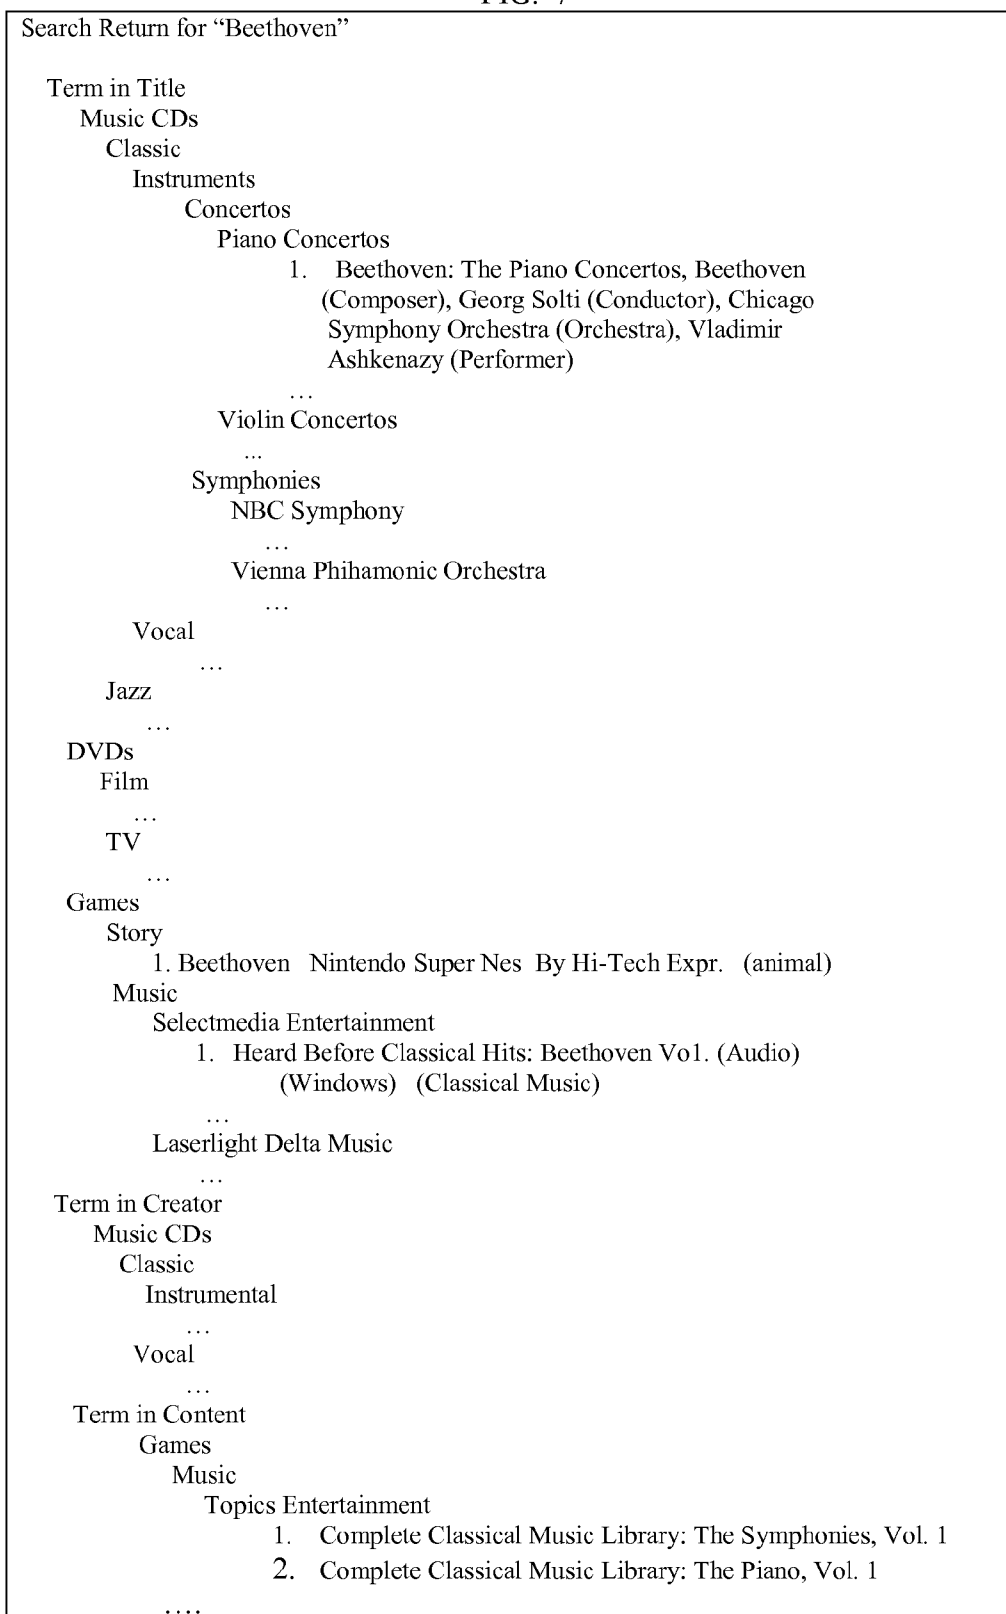 FIG. 7
Search Return for “Beethoven”
Term in Title
Music CDs
Classic
Instruments
Concertos
Piano Concertos
1. Beethoven: The Piano Concertos, Beethoven
(Composer), Georg Solti (Conductor), Chicago
Symphony Orchestra (Orchestra), Vladimir
Ashkenazy (Performer)
…
Violin Concertos
...
Symphonies
NBC Symphony
…
Vienna Phihamonic Orchestra
…
Vocal
…
Jazz
…
DVDs
Film
…
TV
…
Games
Story
1. Beethoven Nintendo Super Nes By Hi-Tech Expr. (animal)
Music
Selectmedia Entertainment
1. Heard Before Classical Hits: Beethoven Vo1. (Audio)
(Windows) (Classical Music)
…
Laserlight Delta Music
…
Term in Creator
Music CDs
Classic
Instrumental
…
Vocal
…
Term in Content
Games
Music
Topics Entertainment
1. Complete Classical Music Library: The Symphonies, Vol. 1
2. Complete Classical Music Library: The Piano, Vol. 1
….